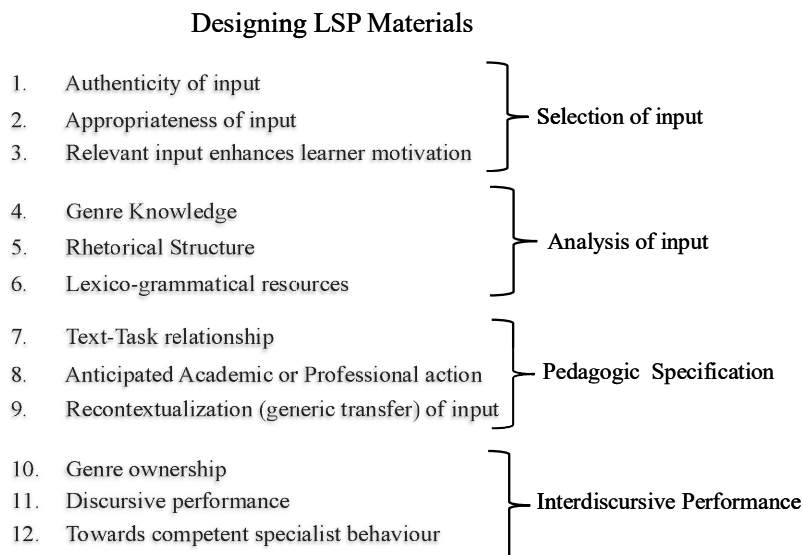 Designing LSP Materials
1. Authenticity of input
2. Appropriateness of input
3. Relevant input enhances learner motivation
Selection of input
4. Genre Knowledge
5. Rhetorical Structure
6. Lexico-grammatical resources
Analysis of input
7. Text-Task relationship
8. Anticipated Academic or Professional action
9. Recontextualization (generic transfer) of input
Pedagogic Specification
10. Genre ownership
11. Discursive performance
12. Towards competent specialist behaviour
Interdiscursive Performance